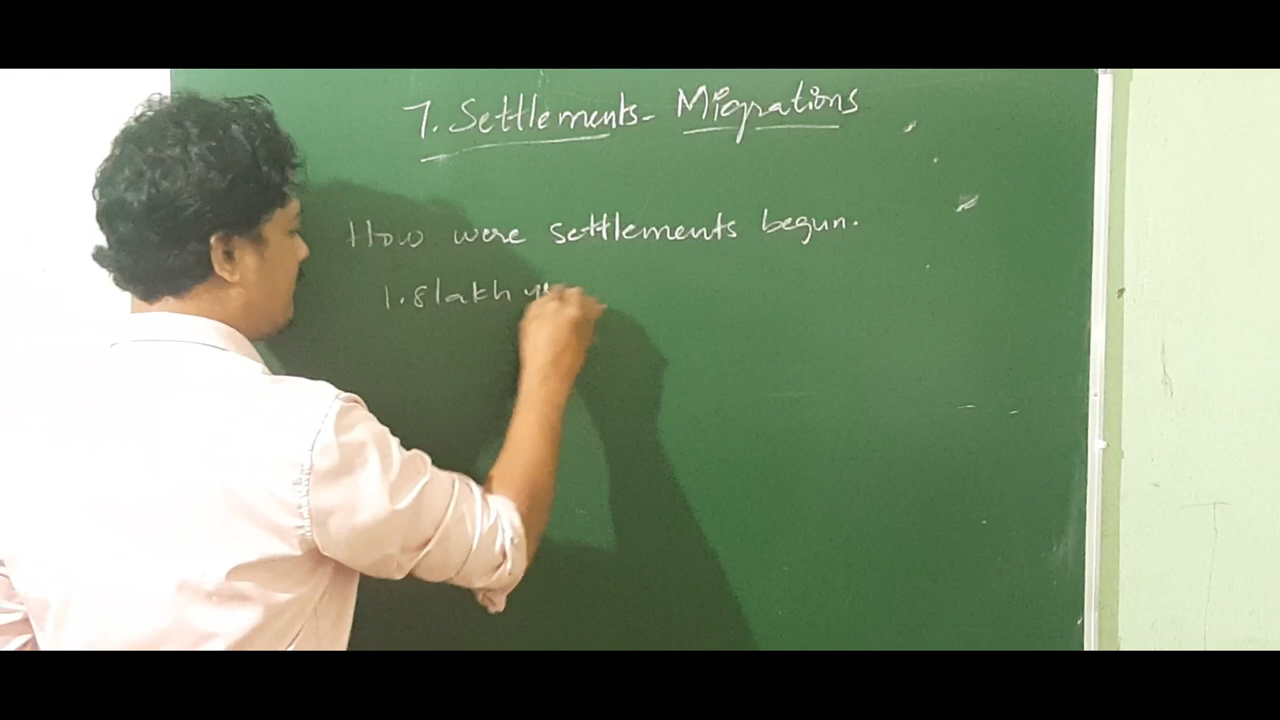 7. Settlements - Migrations
How were settlements begun.
1.8 lakh